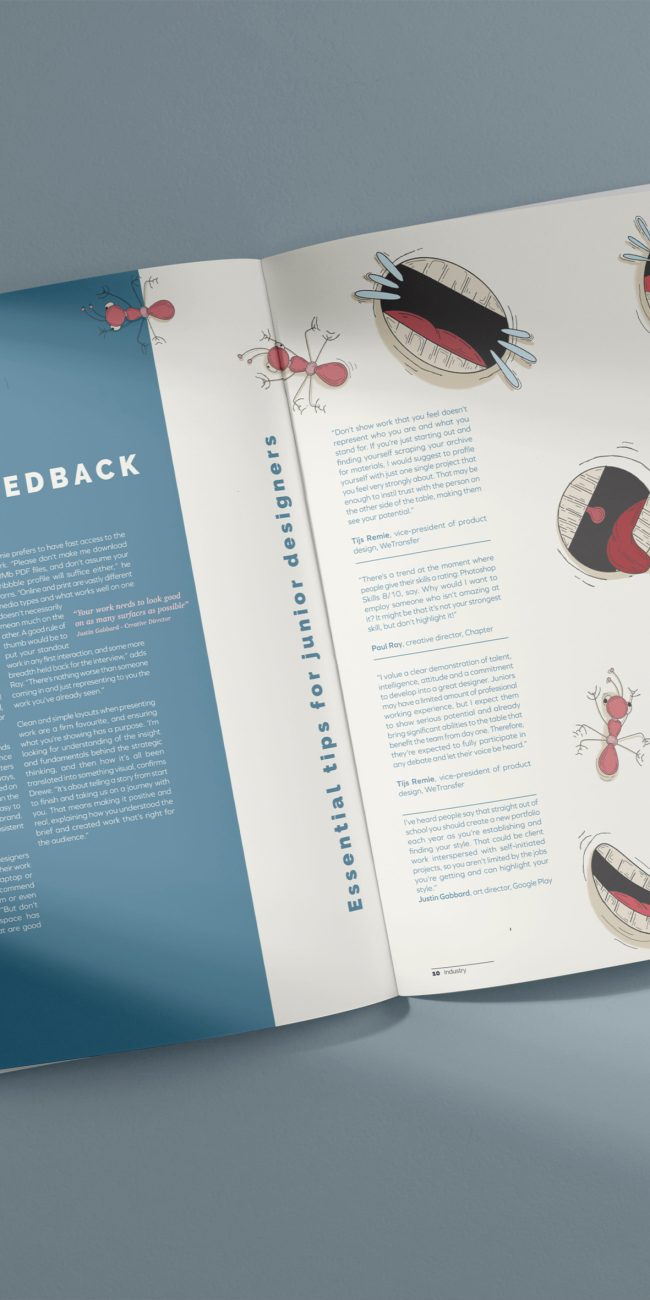 EDBACK
mie prefers to have fast access to the
rk. “Please don’t make me download
Mb PDF files, and don’t assume your
ribbble profile will suffice either,” he
arns. “Online and print are vastly different
media types and what works well on one
doesn’t necessarily
mean much on the
other. A good rule of
thumb would be to
put your standout
work in any first interaction, and some more
breadth held back for the interview,” adds
Ray. “There’s nothing worse than someone
coming in and just representing to you the
work you’ve already seen.”
“Your work needs to look good
on as many surfaces as possible”
Justin Gabbard - Creative Director
Clean and simple layouts when presenting
work are a firm favourite, and ensuring
what you’re showing has a purpose. “I’m
looking for understanding of the insight
and fundamentals behind the strategic
thinking, and then how it’s all been
translated into something visual, confirms
Drewe. “It’s about telling a story from start
to finish and taking us on a journey with
you. That means making it positive and
real, explaining how you understood the
brief and created work that’s right for
the audience.”
or
nds
nce
ters
ays,
ed on
n the
asy to
brand.
sistent
esigners
heir work
aptop or
commend
m or even
“But don’t
space has
at are good
Essential tips for junior designers
“Don’t show work that you feel doesn’t
represent who you are and what you
stand for. If you’re just starting out and
finding yourself scraping your archive
for materials, I would suggest to profile
yourself with just one single project that
you feel very strongly about. That may be
enough to instil trust with the person on
the other side of the table, making them
see your potential.”
Tijs Remie, vice-president of product
design, WeTransfer
“There’s a trend at the moment where
people give their skills a rating: Photoshop
Skills 8/10, say. Why would I want to
employ someone who isn’t amazing at
it? It might be that it’s not your strongest
skill, but don’t highlight it!”
Paul Ray, creative director, Chapter
“I value a clear demonstration of talent,
intelligence, attitude and a commitment
to develop into a great designer. Juniors
may have a limited amount of professional
working experience, but I expect them
to show serious potential and already
bring significant abilities to the table that
benefit the team from day one. Therefore,
they’re expected to fully participate in
any debate and let their voice be heard.”
Tijs Remie, vice-president of product
design, WeTransfer
I’ve heard people say that straight out of
school you should create a new portfolio
each year as you’re establishing and
finding your style. That could be client
work interspersed with self-initiated
projects, so you aren’t limited by the jobs
you’re getting and can highlight your
style.”
Justin Gabbard, art director, Google Play
20 Industry